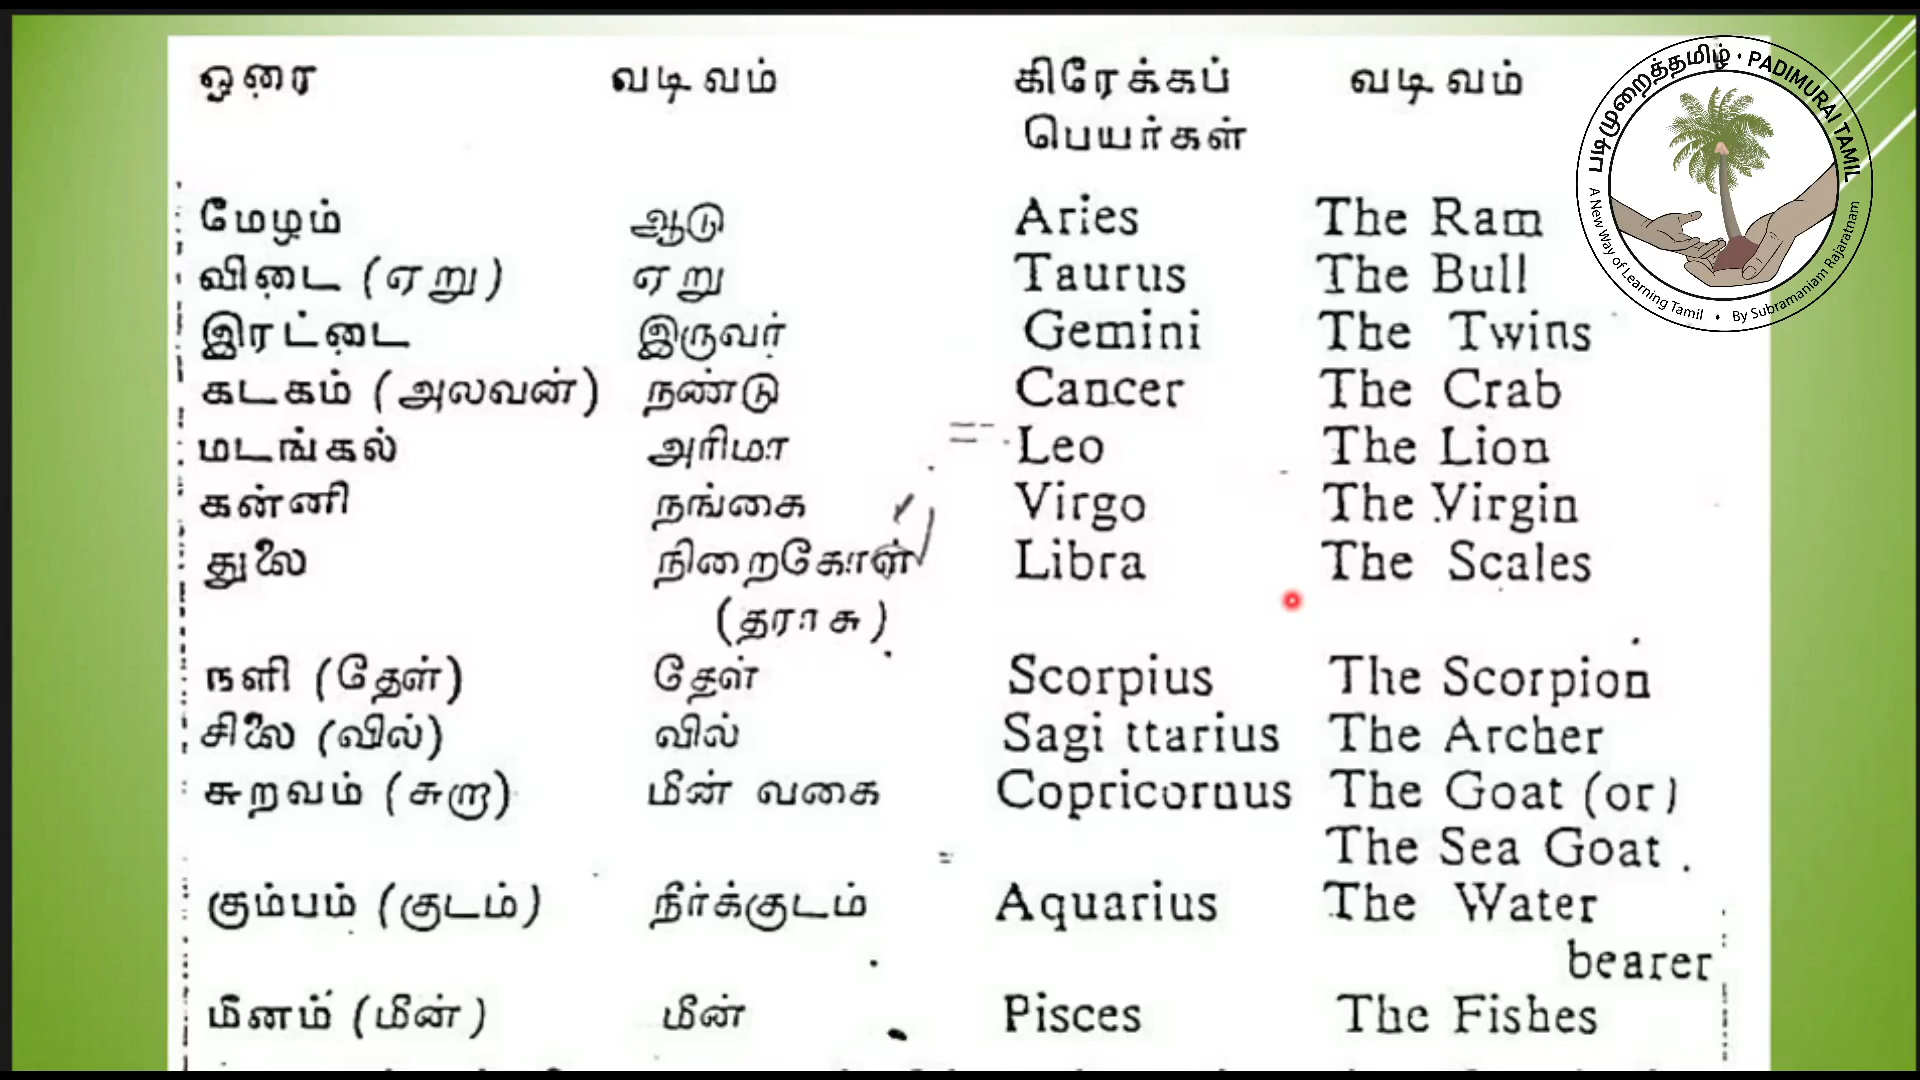 ஓரை வடிவம் கிரேக்கப் வடிவம்
பெயர்கள்
மேழம் ஆடு Aries The Ram
விடை (ஏறு) ஏறு Taurus The Bull
இரட்டை இருவர் Gemini The Twins
கடகம் (அலவன்) நண்டு Cancer The Crab
மடங்கல் அரிமா Leo The Lion
கன்னி நங்கை Virgo The Virgin
துலை நிறைகோள் Libra The Scales
(தராசு)
நளி (தேள்) தேள் Scorpius The Scorpion
சிலை (வில்) வில் Sagi ttarius The Archer
சுறவம் (சுறா) மீன் வகை Copricornus The Goat (or)
The Sea Goat .
கும்பம் (குடம்) நீர்க்குடம் Aquarius The Water
bearer
மீனம் (மீன்) மீன் Pisces The Fishes
படிமுறைத்தமிழ் · PADIMURAI TAMIL
A New Way of Learning Tamil • By Subramaniam Rajaratnam